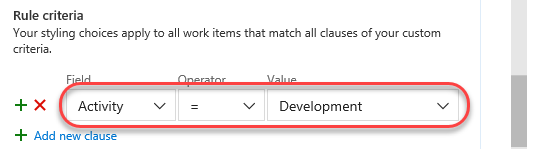 Rule criteria
Your styling choices apply to all work items that match all clauses of your custom
criteria.
Field Operator Value
Activity = Development
Add new clause